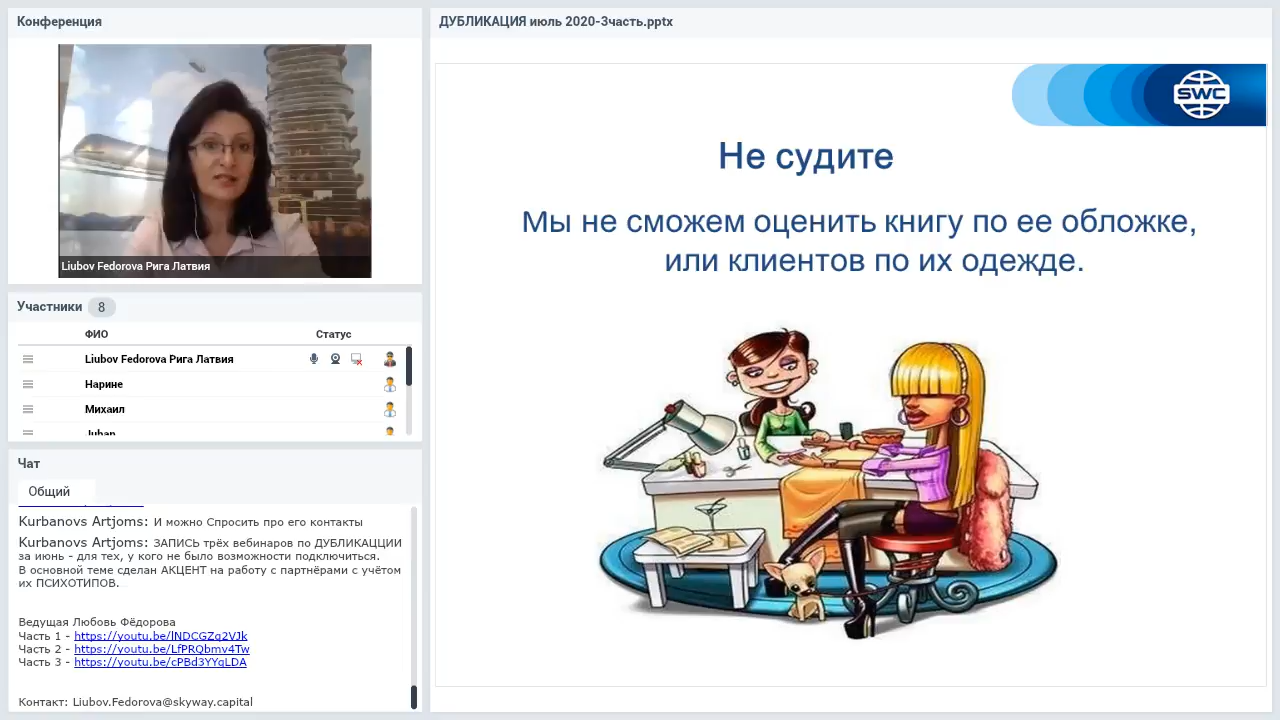 Конференция
Liubov Fedorova Рига Латвия
Участники 8
ФИО Статус
Liubov Fedorova Рига Латвия
Нарине
Михаил
Чат
Общий
Kurbanovs Artjoms: И можно Спросить про его контакты
Kurbanovs Artjoms: ЗАПИСЬ трёх вебинаров по ДУБЛИКАЦЦИИ
за июнь - для тех, у кого не было возможности подключиться.
В основной теме сделан АКЦЕНТ на работу с партнёрами с учётом
их ПСИХОТИПОВ.
Ведущая Любовь Фёдорова
Часть 1 - https://youtu.be/lNDCGZq2VJk
Часть 2 - https://youtu.be/LfPRQbmv4Tw
Часть 3 - https://youtu.be/cPBd3YYqLDA
Контакт: Liubov.Fedorova@skyway.capital
ДУБЛИКАЦИЯ июль 2020-3часть.pptx
SWC
Не судите
Мы не сможем оценить книгу по ее обложке,
или клиентов по их одежде.